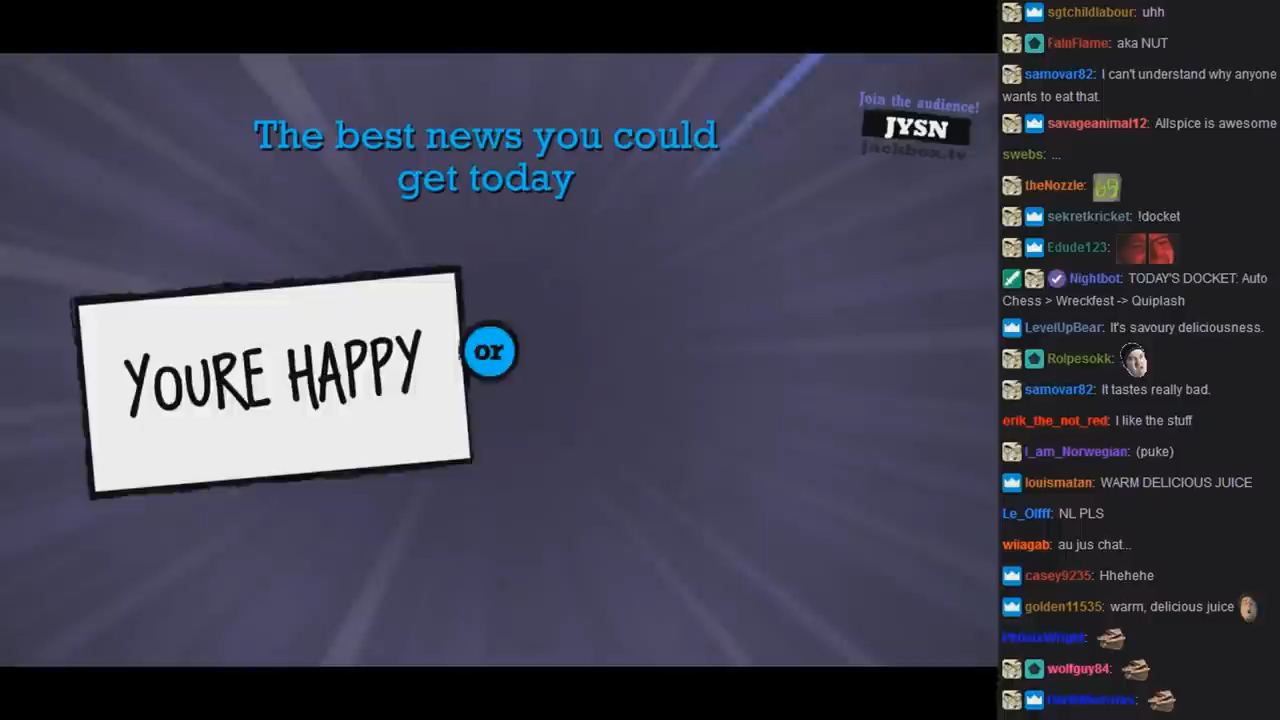 The best news you could
get today
Join the audience!
JYSN
jackbox.tv
YOURE HAPPY
or
sgtchildlabour: uhh
FalnFlame: aka NUT
samovar82: I can't understand why anyone
wants to eat that.
savageanimal12: Allspice is awesome
swebs: ...
theNozzle:
sekretkricket: !docket
Edude123:
Nightbot: TODAY'S DOCKET: Auto
Chess > Wreckfest -> Quiplash
LevelUpBear: It's savoury deliciousness.
Rolpesokk:
samovar82: It tastes really bad.
erik_the_not_red: I like the stuff
I_am_Norwegian: (puke)
louismatan: WARM DELICIOUS JUICE
Le_Olfff: NL PLS
wiiagab: au jus chat...
casey9235: Hhehehe
golden11535: warm, delicious juice
wolfguy84: